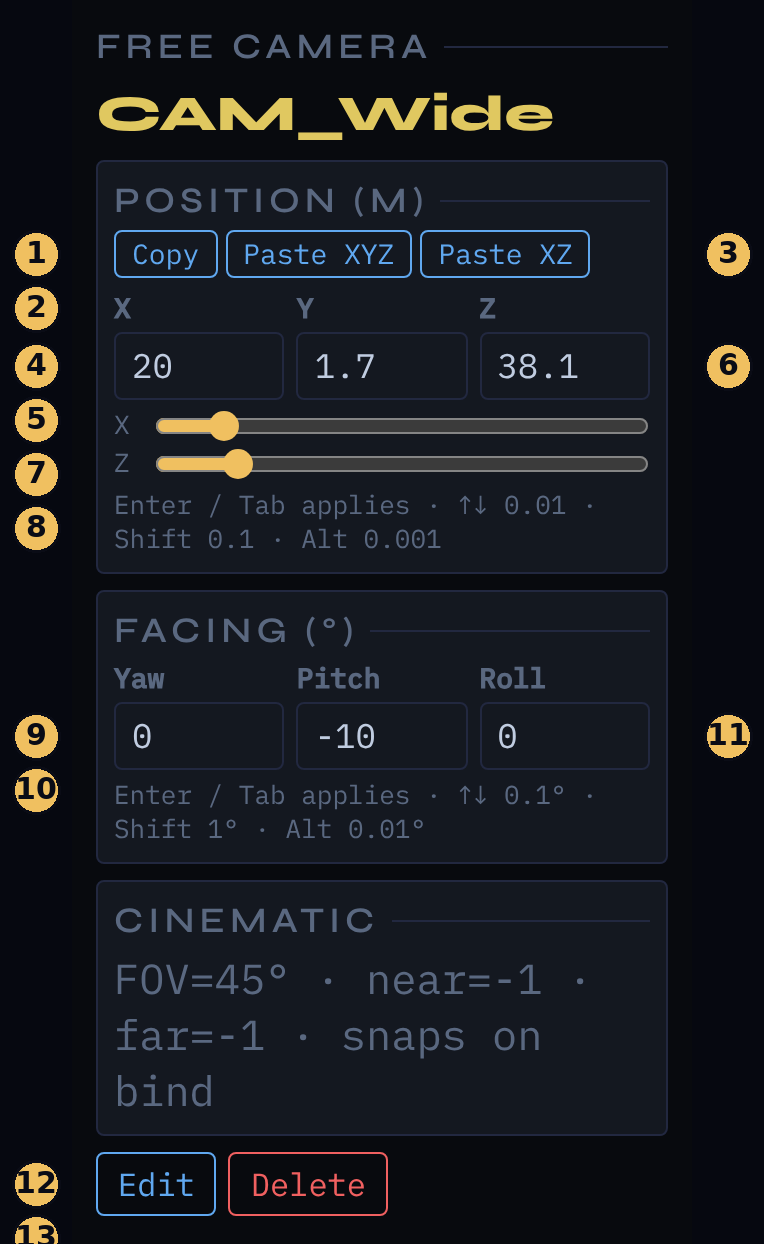 FREE CAMERA
CAM_Wide
POSITION (M)
1 Copy Paste XYZ Paste XZ 3
2 X Y Z
4 20 1.7 38.1 6
5 X
7 Z
Enter / Tab applies · ↑↓ 0.01 ·
8 Shift 0.1 · Alt 0.001
FACING (°)
Yaw Pitch Roll
9 0 -10 0 11
10 Enter / Tab applies · ↑↓ 0.1° ·
Shift 1° · Alt 0.01°
CINEMATIC
FOV=45° · near=-1 ·
far=-1 · snaps on
bind
12 Edit Delete
13